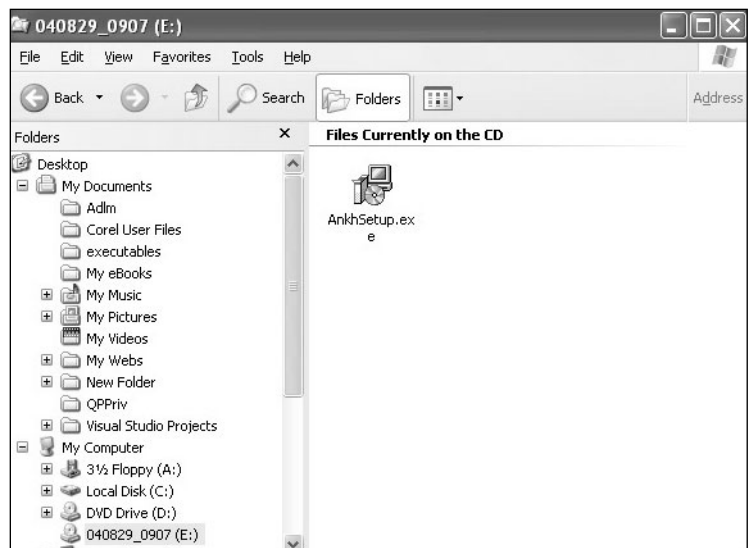 040829_0907 (E:)
File Edit View Favorites Tools Help
Back Search Folders Address
Folders
Files Currently on the CD
Desktop
My Documents
Adlm
Corel User Files
executables
My eBooks
My Music
My Pictures
My Videos
My Webs
New Folder
QPPriv
Visual Studio Projects
My Computer
3½ Floppy (A:)
Local Disk (C:)
DVD Drive (D:)
040829_0907 (E:)
AnkhSetup.ex
e